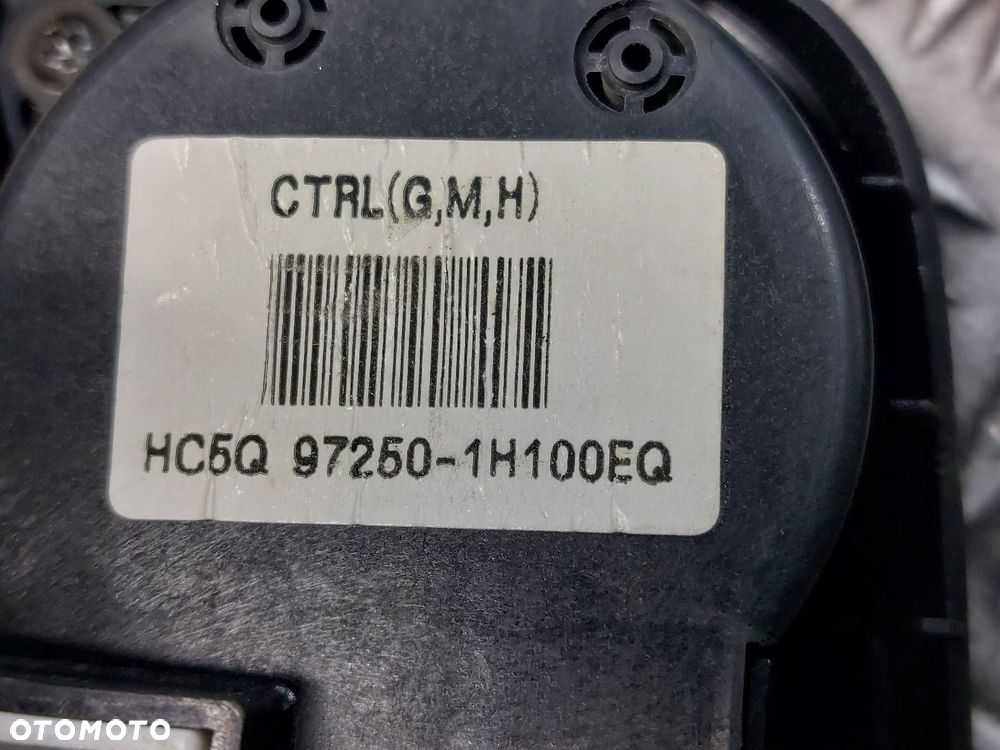 CTRL(G,M,H)
HC5Q 97250-1H100EQ
OTOMOTO